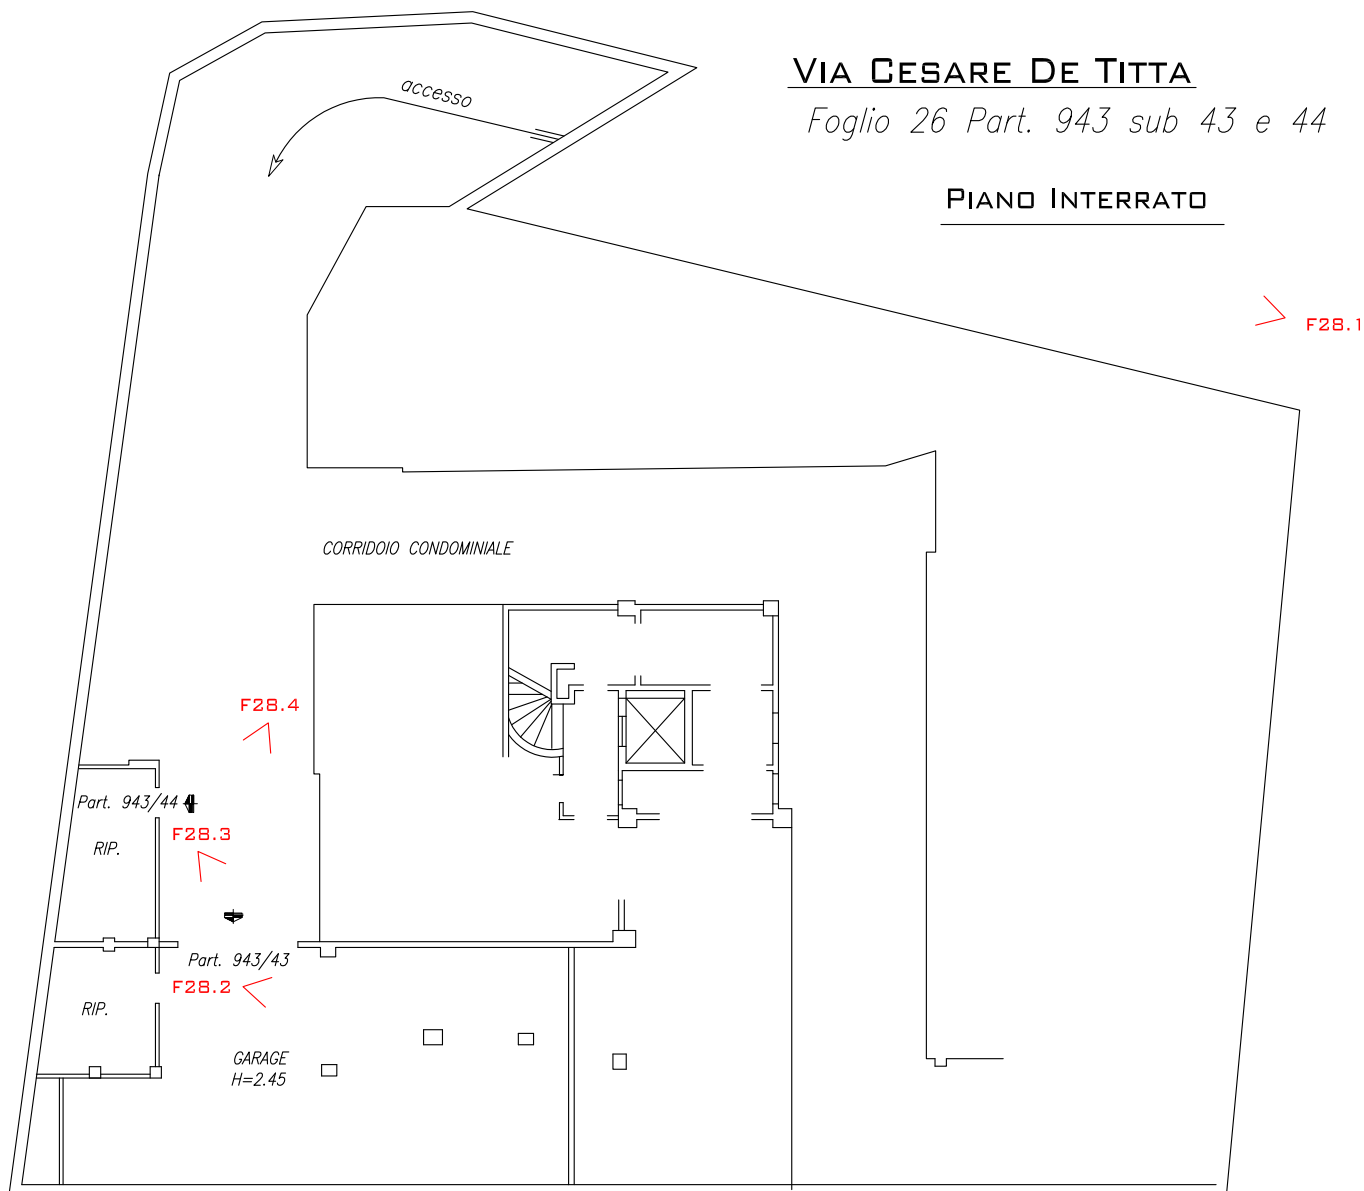 VIA CESARE DE TITTA
Foglio 26 Part. 943 sub 43 e 44
PIANO INTERRATO
accesso
F28.1
CORRIDOIO CONDOMINIALE
F28.4
Part. 943/44
F28.3
RIP.
Part. 943/43
F28.2
RIP.
GARAGE
H=2.45